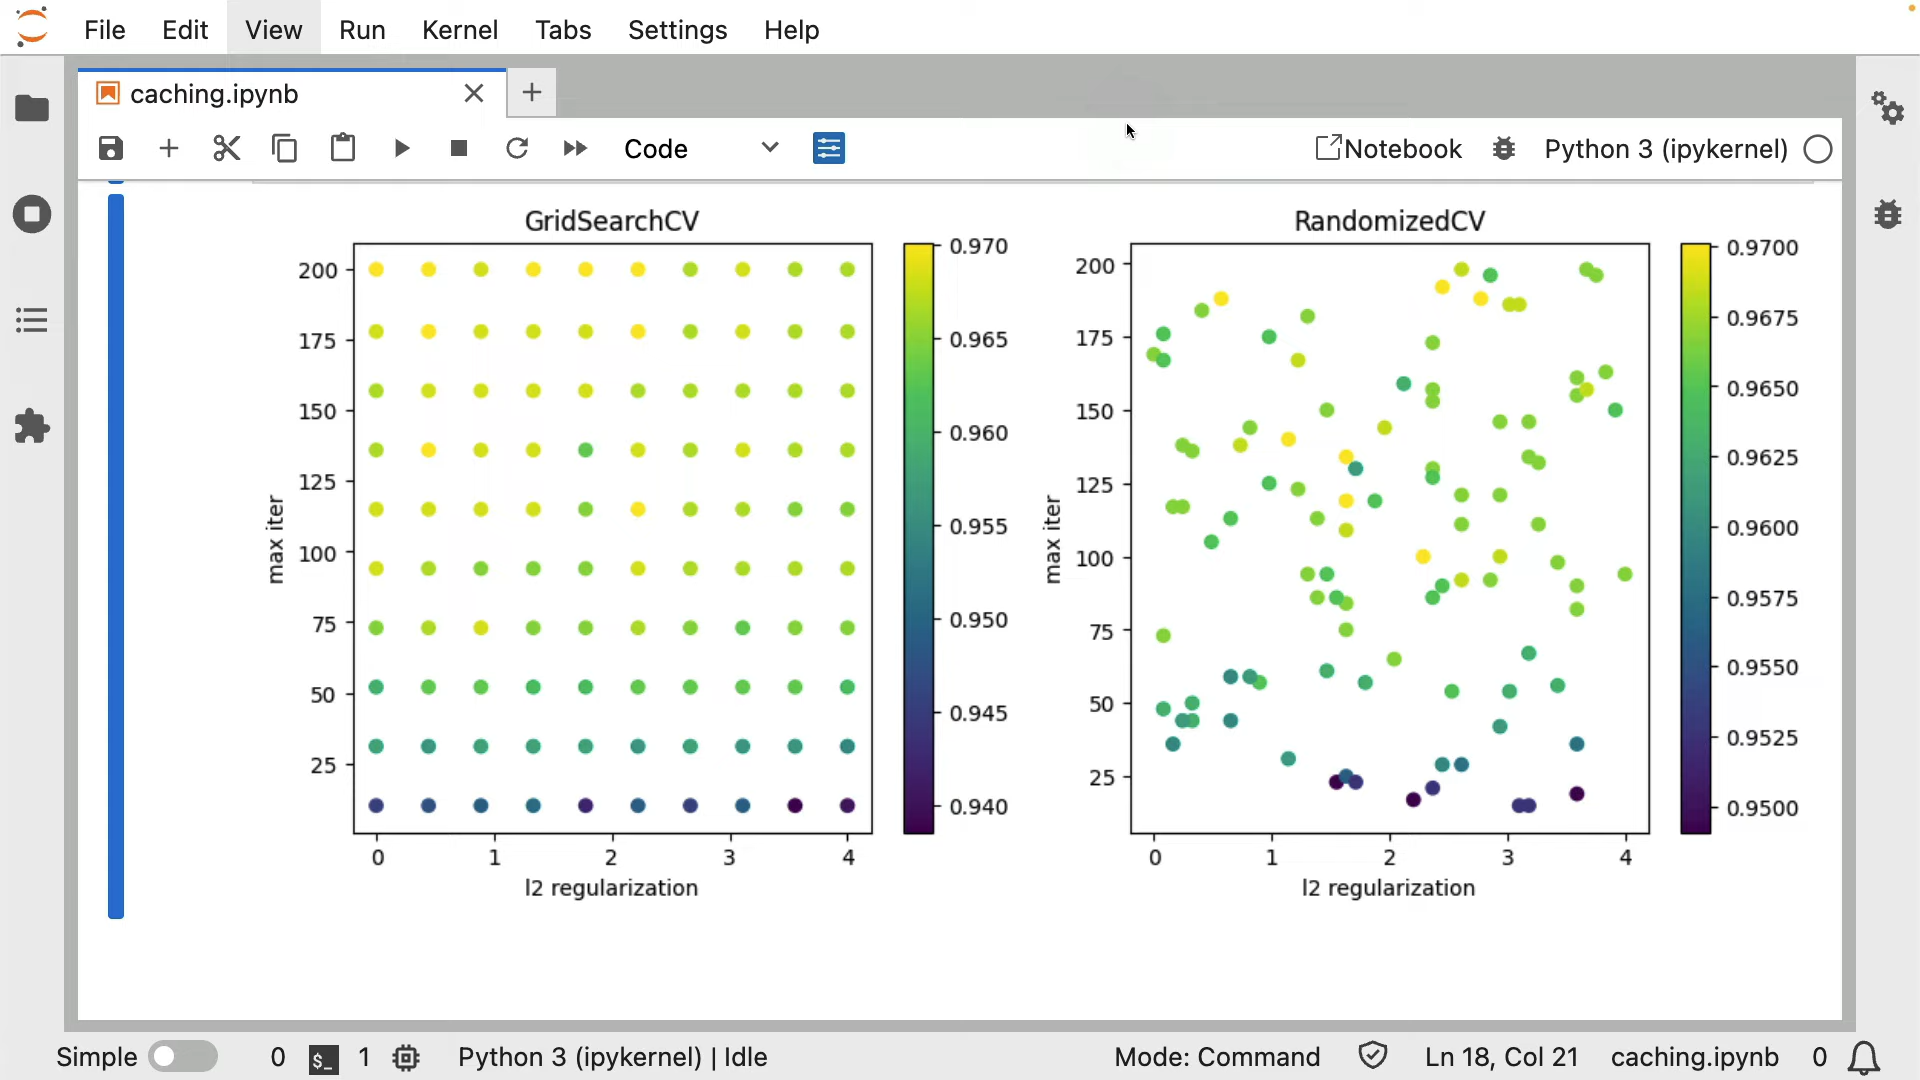 File Edit View Run Kernel Tabs Settings Help
caching.ipynb
Code
Notebook
Python 3 (ipykernel)
GridSearchCV
200
175
150
125
100
75
50
25
max iter
0 1 2 3 4
l2 regularization
0.970
0.965
0.960
0.955
0.950
0.945
0.940
RandomizedCV
200
175
150
125
100
75
50
25
max iter
0 1 2 3 4
l2 regularization
0.9700
0.9675
0.9650
0.9625
0.9600
0.9575
0.9550
0.9525
0.9500
Simple 0 $_ 1 Python 3 (ipykernel) | Idle Mode: Command Ln 18, Col 21 caching.ipynb 0